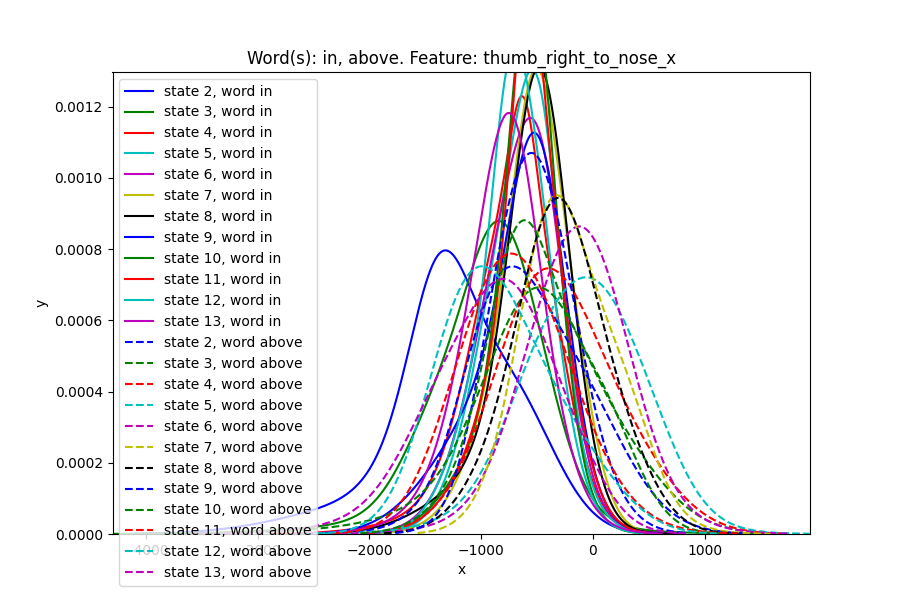 Word(s): in, above. Feature: thumb_right_to_nose_x
y
0.0012
0.0010
0.0008
0.0006
0.0004
0.0002
0.0000
state 2, word in
state 3, word in
state 4, word in
state 5, word in
state 6, word in
state 7, word in
state 8, word in
state 9, word in
state 10, word in
state 11, word in
state 12, word in
state 13, word in
state 2, word above
state 3, word above
state 4, word above
state 5, word above
state 6, word above
state 7, word above
state 8, word above
state 9, word above
state 10, word above
state 11, word above
state 12, word above
state 13, word above
−4000 −3000 −2000 −1000 0 1000
x